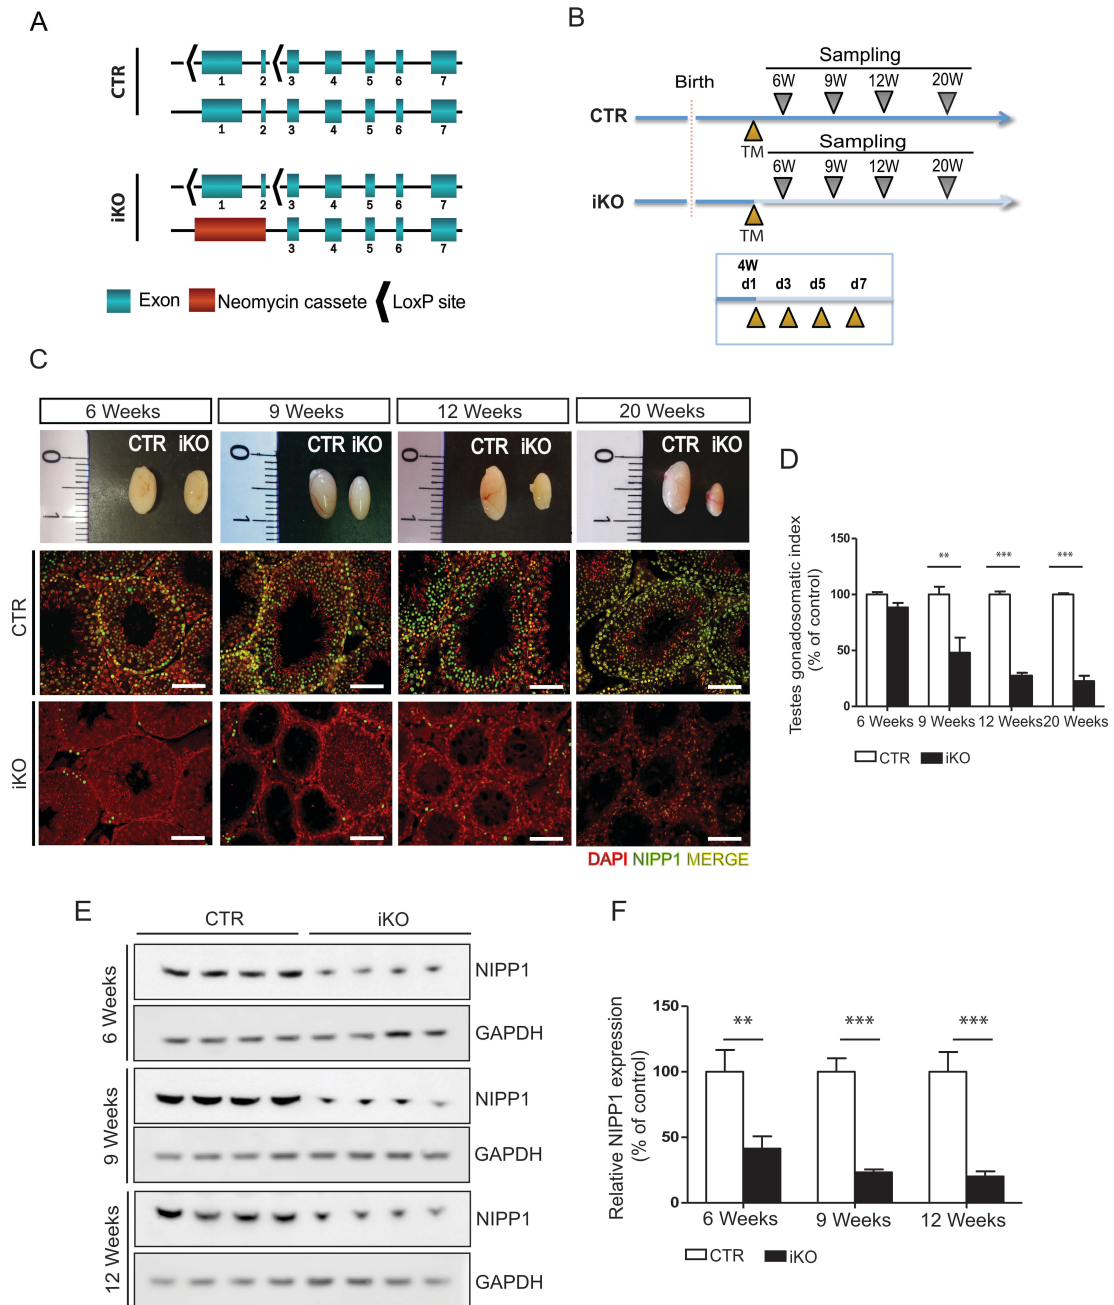 A
CTR
1 2 3 4 5 6 7
1 2 3 4 5 6 7
iKO
1 2 3 4 5 6 7
3 4 5 6 7
Exon Neomycin cassete LoxP site
B
Sampling
Birth 6W 9W 12W 20W
CTR
TM
Sampling
6W 9W 12W 20W
iKO
TM
4W
d1 d3 d5 d7
C
6 Weeks 9 Weeks 12 Weeks 20 Weeks
0 CTR iKO 0 CTR iKO 0 CTR iKO 0 CTR iKO
1 1 1 1
CTR
iKO
DAPI NIPP1 MERGE
D
Testes gonadosomatic index
(% of control)
150
100
50
0
** *** ***
6 Weeks 9 Weeks 12 Weeks 20 Weeks
CTR iKO
E
CTR iKO
6 Weeks
NIPP1
GAPDH
9 Weeks
NIPP1
GAPDH
12 Weeks
NIPP1
GAPDH
F
Relative NIPP1 expression
(% of control)
150
100
50
0
** *** ***
6 Weeks 9 Weeks 12 Weeks
CTR iKO